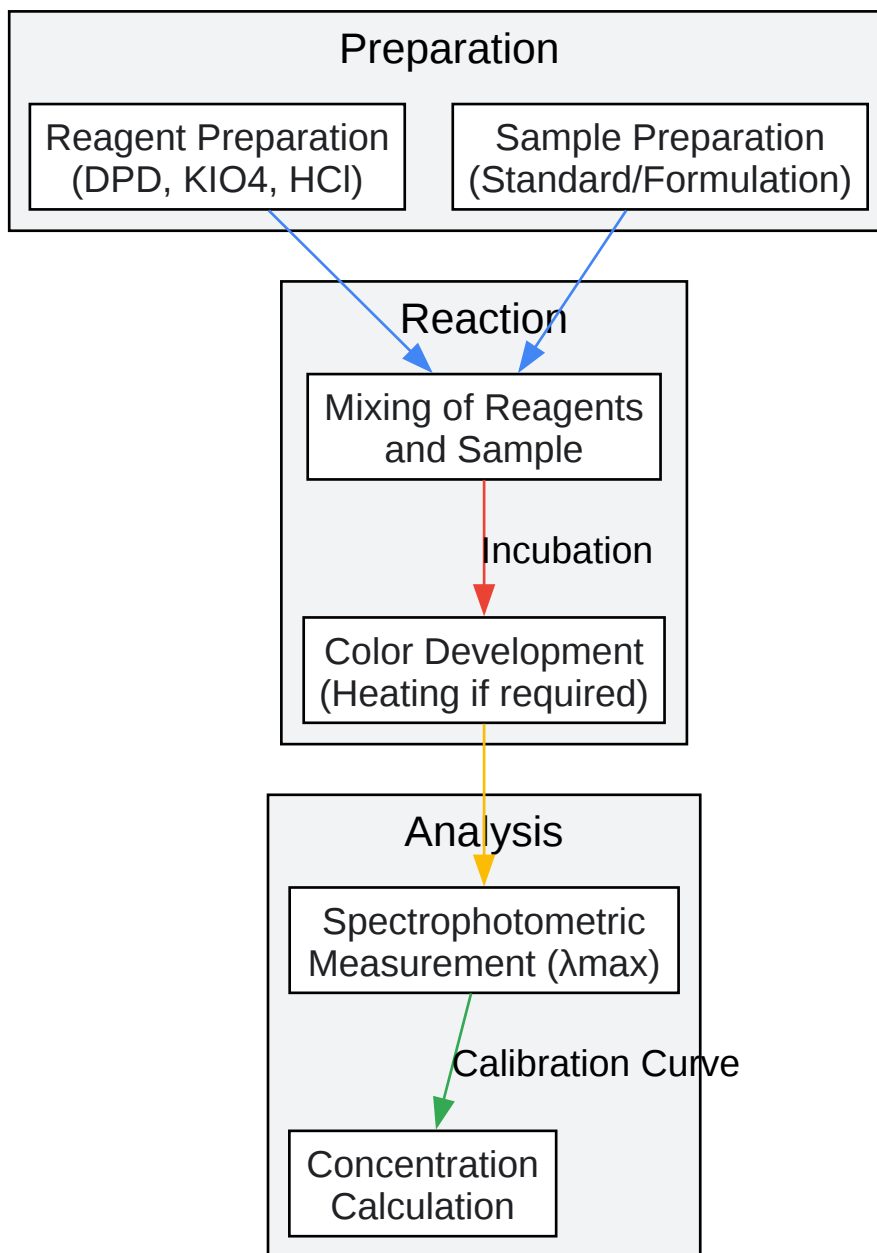 Preparation
Reagent Preparation
(DPD, KIO4, HCl)
Sample Preparation
(Standard/Formulation)
Reaction
Mixing of Reagents
and Sample
Incubation
Color Development
(Heating if required)
Analysis
Spectrophotometric
Measurement (λmax)
Calibration Curve
Concentration
Calculation